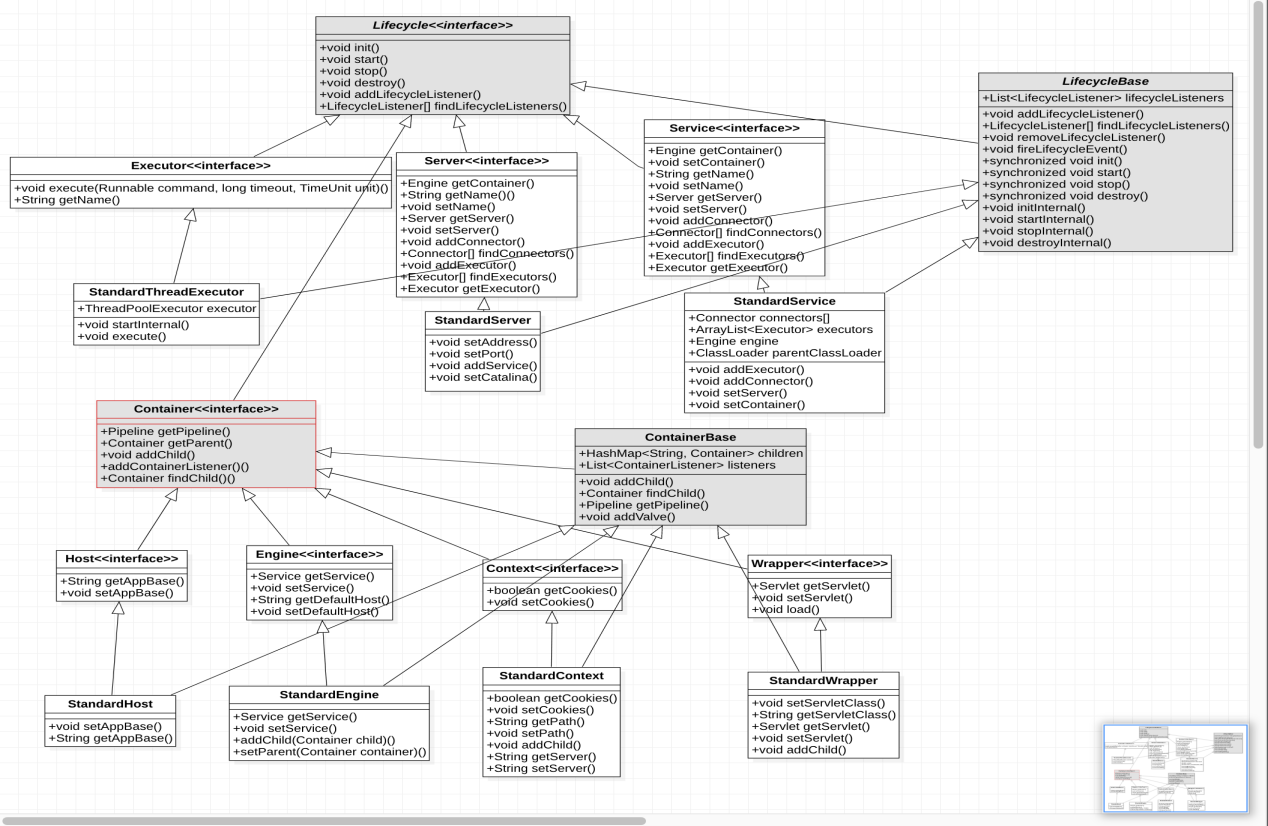 Lifecycle<<interface>>
+void init()
+void start()
+void stop()
+void destroy()
+void addLifecycleListener()
+LifecycleListener[] findLifecycleListeners()
LifecycleBase
+List<LifecycleListener> lifecycleListeners
+void addLifecycleListener()
+LifecycleListener[] findLifecycleListeners()
+void removeLifecycleListener()
+void fireLifecycleEvent()
+synchronized void init()
+synchronized void start()
+synchronized void stop()
+synchronized void destroy()
+void initInternal()
+void startInternal()
+void stopInternal()
+void destroyInternal()
Service<<interface>>
+Engine getContainer()
+void setContainer()
+String getName()
+void setName()
+Server getServer()
+void setServer()
+void addConnector()
+Connector[] findConnectors()
+void addExecutor()
+Executor[] findExecutors()
+Executor getExecutor()
Executor<<interface>>
+void execute(Runnable command, long timeout, TimeUnit unit)()
+String getName()
Server<<interface>>
+Engine getContainer()
+String getName()()
+void setName()
+Server getServer()
+void setServer()
+void addConnector()
+Connector[] findConnectors()
+void addExecutor()
+Executor[] findExecutors()
+Executor getExecutor()
StandardThreadExecutor
+ThreadPoolExecutor executor
+void startInternal()
+void execute()
StandardServer
+void setAddress()
+void setPort()
+void addService()
+void setCatalina()
StandardService
+Connector connectors[]
+ArrayList<Executor> executors
+Engine engine
+ClassLoader parentClassLoader
+void addExecutor()
+void addConnector()
+void setServer()
+void setContainer()
Container<<interface>>
+Pipeline getPipeline()
+Container getParent()
+void addChild()
+addContainerListener()()
+Container findChild()()
ContainerBase
+HashMap<String, Container> children
+List<ContainerListener> listeners
+void addChild()
+Container findChild()
+Pipeline getPipeline()
+void addValve()
Host<<interface>>
+String getAppBase()
+void setAppBase()
Engine<<interface>>
+Service getService()
+void setService()
+String getDefaultHost()
+void setDefaultHost()
Context<<interface>>
+boolean getCookies()
+void setCookies()
Wrapper<<interface>>
+Servlet getServlet()
+void setServlet()
+void load()
StandardHost
+void setAppBase()
+String getAppBase()
StandardEngine
+Service getService()
+void setService()
+addChild(Container child)()
+setParent(Container container)()
StandardContext
+boolean getCookies()
+void setCookies()
+String getPath()
+void setPath()
+void addChild()
+String getServer()
+String setServer()
StandardWrapper
+void setServletClass()
+String getServletClass()
+Servlet getServlet()
+void setServlet()
+void addChild()